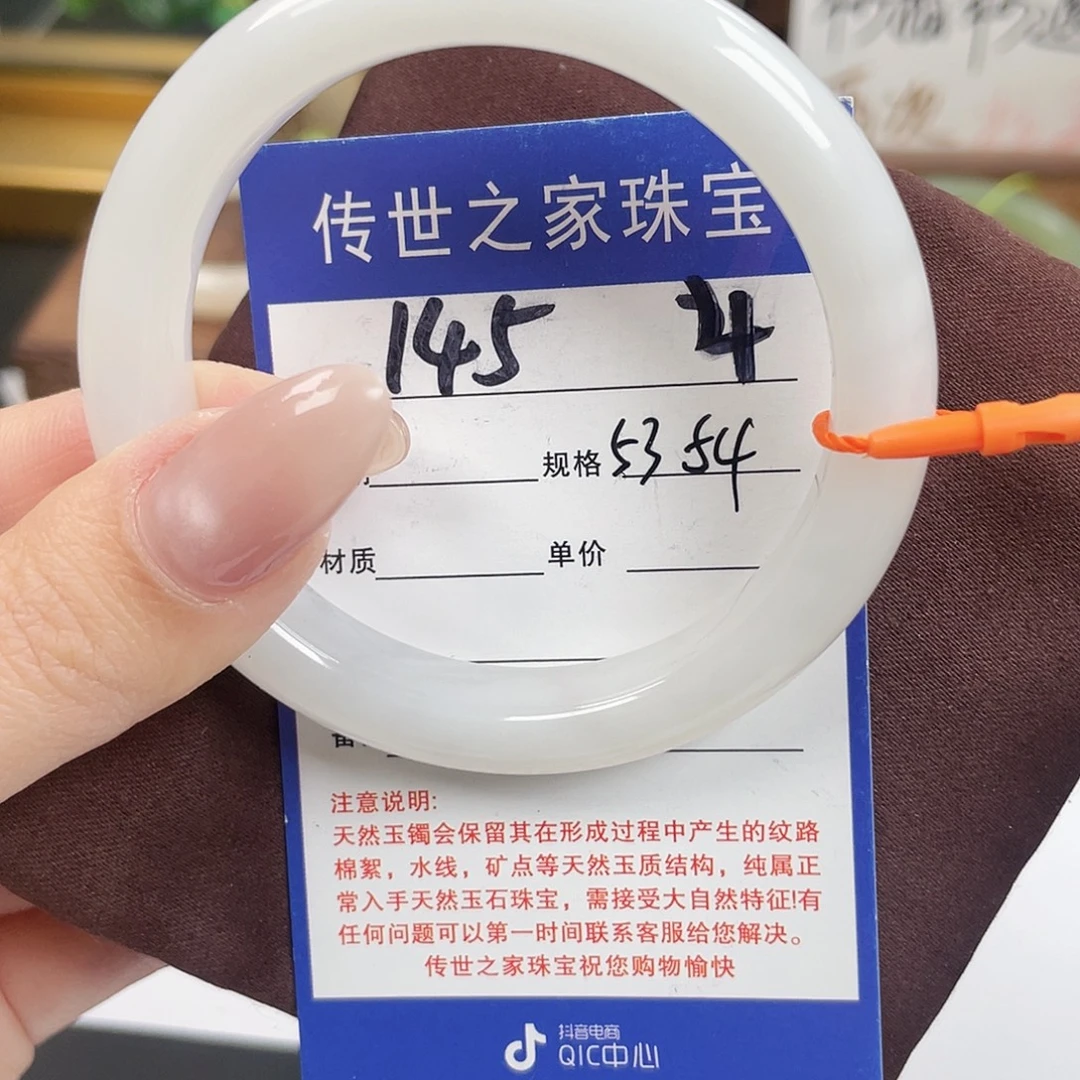 传世之家珠宝
145 4
规格 53 54
材质 单价
注意说明:
天然玉镯会保留其在形成过程中产生的纹路
棉絮，水线，矿点等天然玉质结构，纯属正
常入手天然玉石珠宝，需接受大自然特征!有
任何问题可以第一时间联系客服给您解决。
传世之家珠宝祝您购物愉快
抖音电商
QIC中心